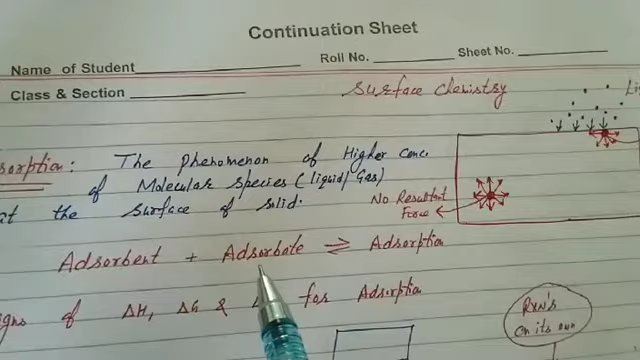 Continuation Sheet
Name of Student Roll No. Sheet No.
Class & Section
Surface Chemistry
sorption: The phenomenon of Higher conc.
of Molecular species (liquid/Gas)
at the surface of solid.
No Resultant
Force
Adsorbent + Adsorbate ⇌ Adsorption
igns of ΔH, ΔG & for Adsorption
RXN's
on its own